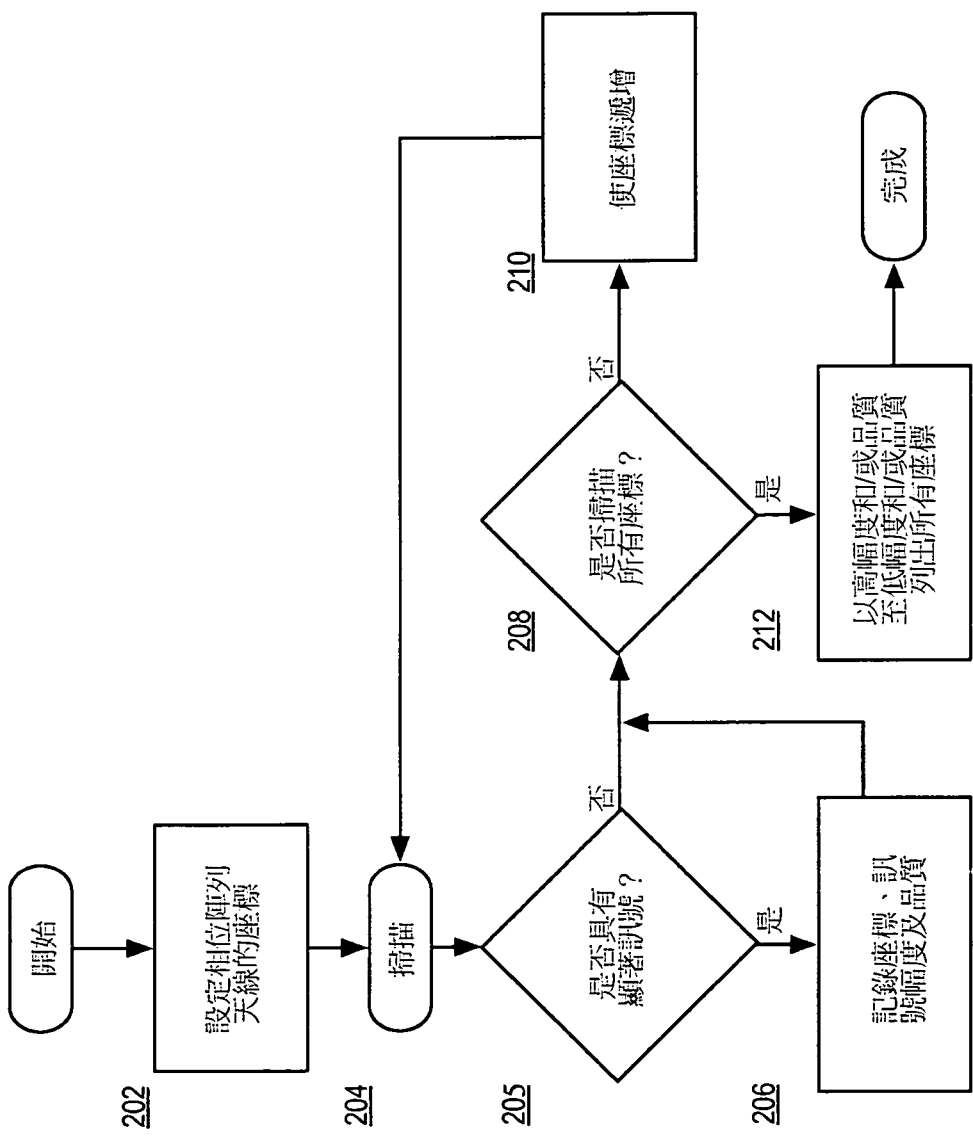 開始
202
設定相位陣列
天線的座標
204
掃描
205
是否具有
顯著訊號？
否
是
206
記錄座標、訊
號幅度及品質
208
是否掃描
所有座標？
否
是
210
使座標遞增
212
以高幅度和/或品質
至低幅度和/或品質
列出所有座標
完成